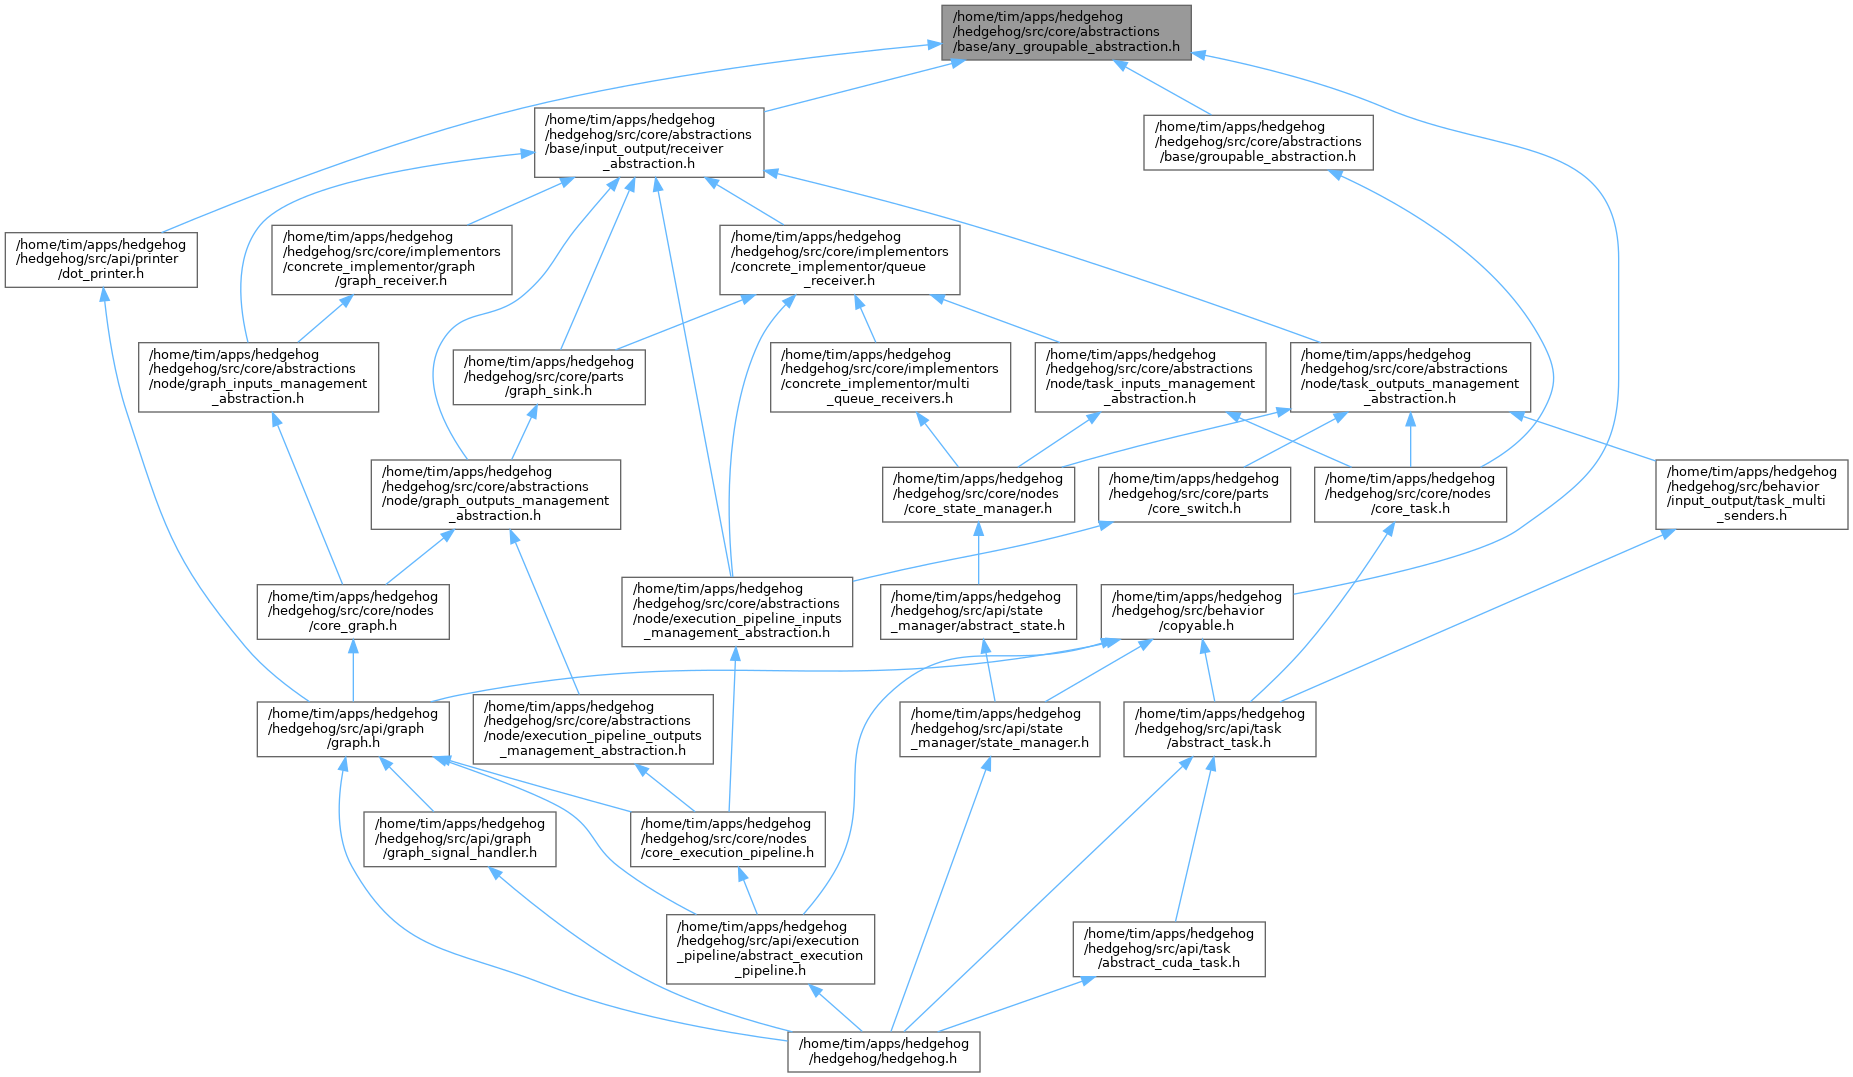 /home/tim/apps/hedgehog
/hedgehog/src/core/abstractions
/base/any_groupable_abstraction.h
/home/tim/apps/hedgehog
/hedgehog/src/core/abstractions
/base/input_output/receiver
_abstraction.h
/home/tim/apps/hedgehog
/hedgehog/src/core/abstractions
/base/groupable_abstraction.h
/home/tim/apps/hedgehog
/hedgehog/src/api/printer
/dot_printer.h
/home/tim/apps/hedgehog
/hedgehog/src/core/implementors
/concrete_implementor/graph
/graph_receiver.h
/home/tim/apps/hedgehog
/hedgehog/src/core/implementors
/concrete_implementor/queue
_receiver.h
/home/tim/apps/hedgehog
/hedgehog/src/core/abstractions
/node/graph_inputs_management
_abstraction.h
/home/tim/apps/hedgehog
/hedgehog/src/core/parts
/graph_sink.h
/home/tim/apps/hedgehog
/hedgehog/src/core/implementors
/concrete_implementor/multi
_queue_receivers.h
/home/tim/apps/hedgehog
/hedgehog/src/core/abstractions
/node/task_inputs_management
_abstraction.h
/home/tim/apps/hedgehog
/hedgehog/src/core/abstractions
/node/task_outputs_management
_abstraction.h
/home/tim/apps/hedgehog
/hedgehog/src/core/abstractions
/node/graph_outputs_management
_abstraction.h
/home/tim/apps/hedgehog
/hedgehog/src/core/nodes
/core_state_manager.h
/home/tim/apps/hedgehog
/hedgehog/src/core/parts
/core_switch.h
/home/tim/apps/hedgehog
/hedgehog/src/core/nodes
/core_task.h
/home/tim/apps/hedgehog
/hedgehog/src/behavior
/input_output/task_multi
_senders.h
/home/tim/apps/hedgehog
/hedgehog/src/core/nodes
/core_graph.h
/home/tim/apps/hedgehog
/hedgehog/src/core/abstractions
/node/execution_pipeline_inputs
_management_abstraction.h
/home/tim/apps/hedgehog
/hedgehog/src/api/state
_manager/abstract_state.h
/home/tim/apps/hedgehog
/hedgehog/src/behavior
/copyable.h
/home/tim/apps/hedgehog
/hedgehog/src/api/graph
/graph.h
/home/tim/apps/hedgehog
/hedgehog/src/core/abstractions
/node/execution_pipeline_outputs
_management_abstraction.h
/home/tim/apps/hedgehog
/hedgehog/src/api/state
_manager/state_manager.h
/home/tim/apps/hedgehog
/hedgehog/src/api/task
/abstract_task.h
/home/tim/apps/hedgehog
/hedgehog/src/api/graph
/graph_signal_handler.h
/home/tim/apps/hedgehog
/hedgehog/src/core/nodes
/core_execution_pipeline.h
/home/tim/apps/hedgehog
/hedgehog/src/api/execution
_pipeline/abstract_execution
_pipeline.h
/home/tim/apps/hedgehog
/hedgehog/src/api/task
/abstract_cuda_task.h
/home/tim/apps/hedgehog
/hedgehog/hedgehog.h